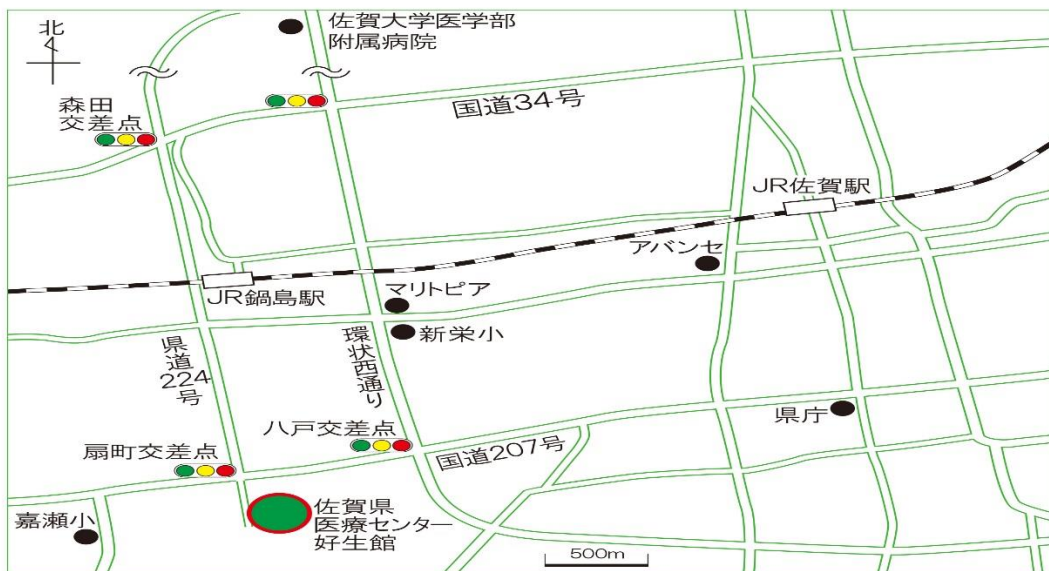 北
佐賀大学医学部
附属病院
森田
交差点
国道34号
JR佐賀駅
アバンセ
JR鍋島駅
マリトピア
新栄小
県道224号
環状西通り
県庁
八戸交差点
国道207号
扇町交差点
佐賀県
医療センター
好生館
嘉瀬小
500m